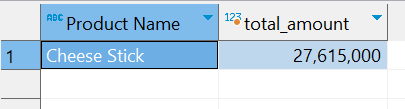 ABC Product Name 123 total_amount
1 Cheese Stick 27,615,000